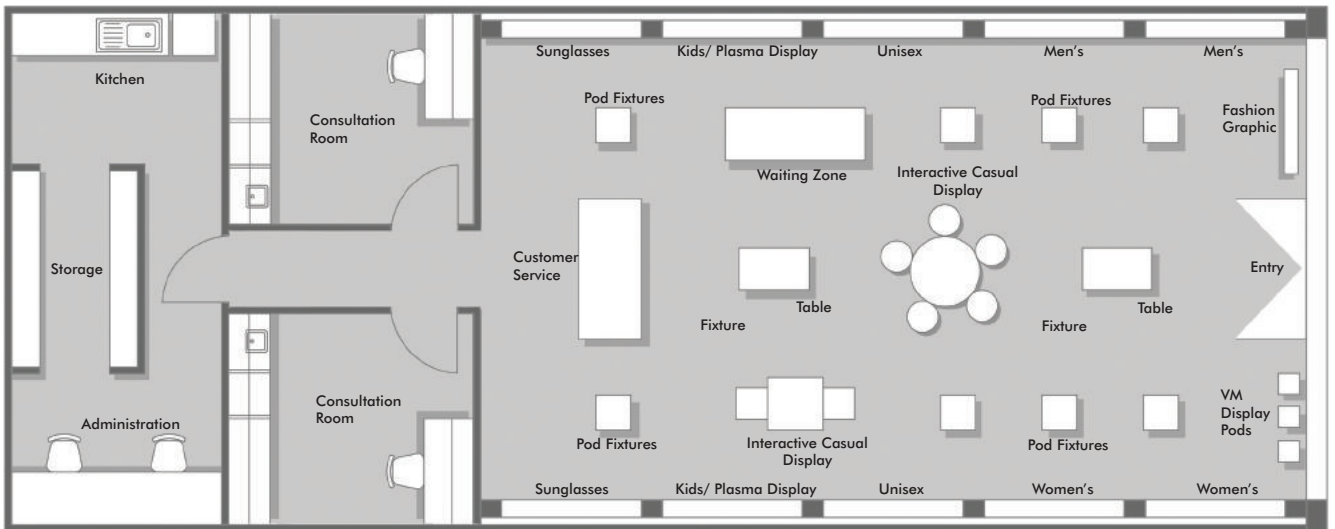 Sunglasses
Kids/ Plasma Display
Unisex
Men's
Men's
Kitchen
Pod Fixtures
Pod Fixtures
Fashion
Graphic
Consultation
Room
Waiting Zone
Interactive Casual
Display
Storage
Customer
Service
Entry
Table
Table
Fixture
Fixture
Consultation
Room
VM
Display
Pods
Administration
Pod Fixtures
Interactive Casual
Display
Pod Fixtures
Sunglasses
Kids/ Plasma Display
Unisex
Women's
Women's